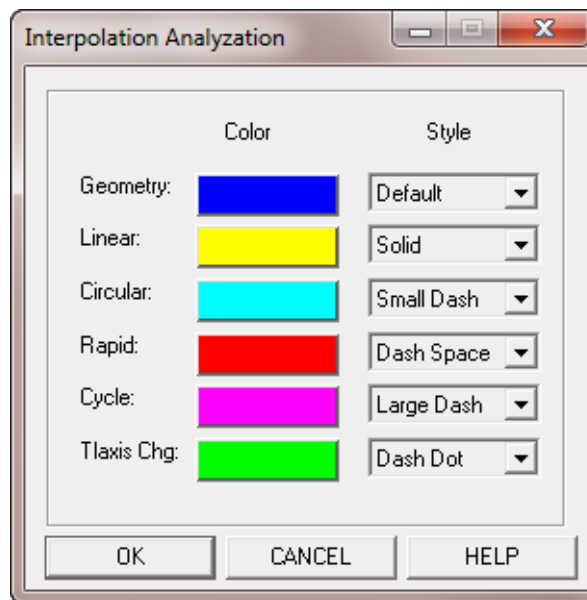 Interpolation Analyzation
Color Style
Geometry: Default
Linear: Solid
Circular: Small Dash
Rapid: Dash Space
Cycle: Large Dash
Tlaxis Chg: Dash Dot
OK CANCEL HELP